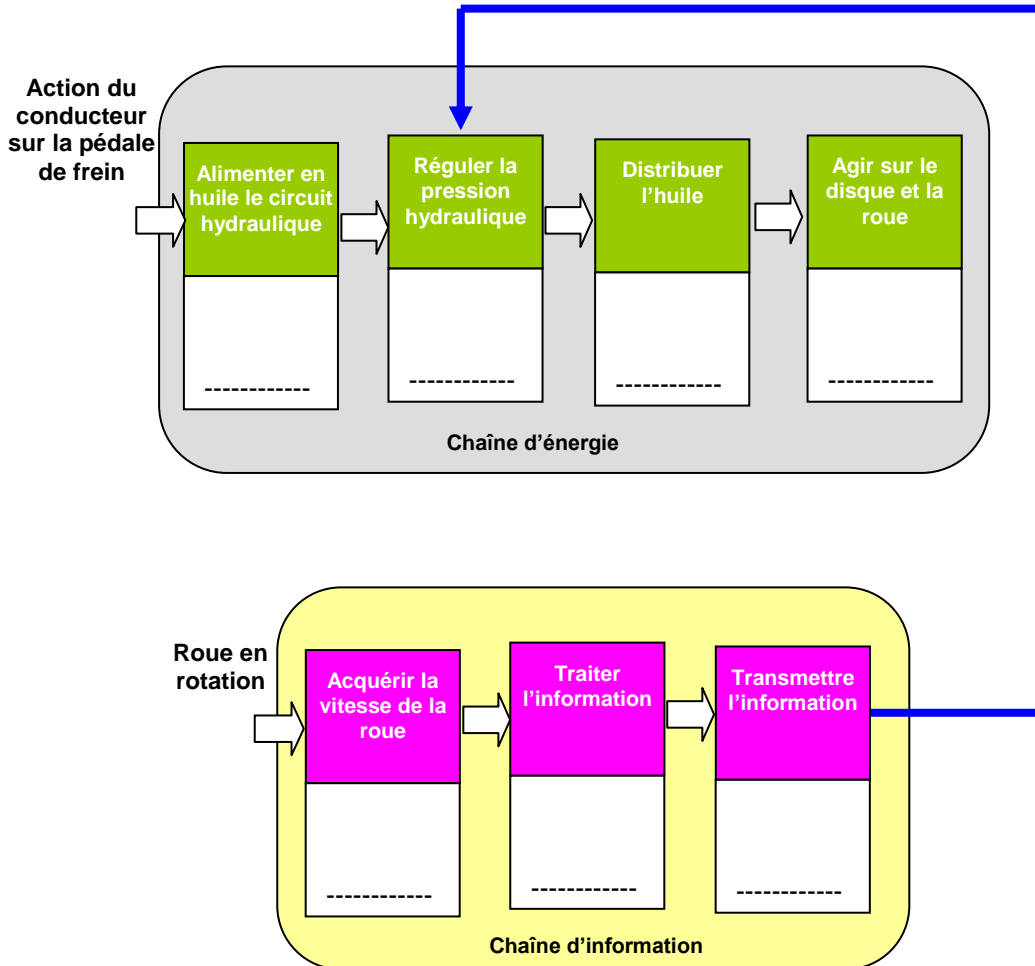 Action du
conducteur
sur la pédale
de frein
Alimenter en
huile le circuit
hydraulique
------------
Réguler la
pression
hydraulique
------------
Distribuer
l’huile
------------
Agir sur le
disque et la
roue
------------
Chaîne d’énergie
Roue en
rotation
Acquérir la
vitesse de la
roue
------------
Traiter
l’information
------------
Transmettre
l’information
------------
Chaîne d’information